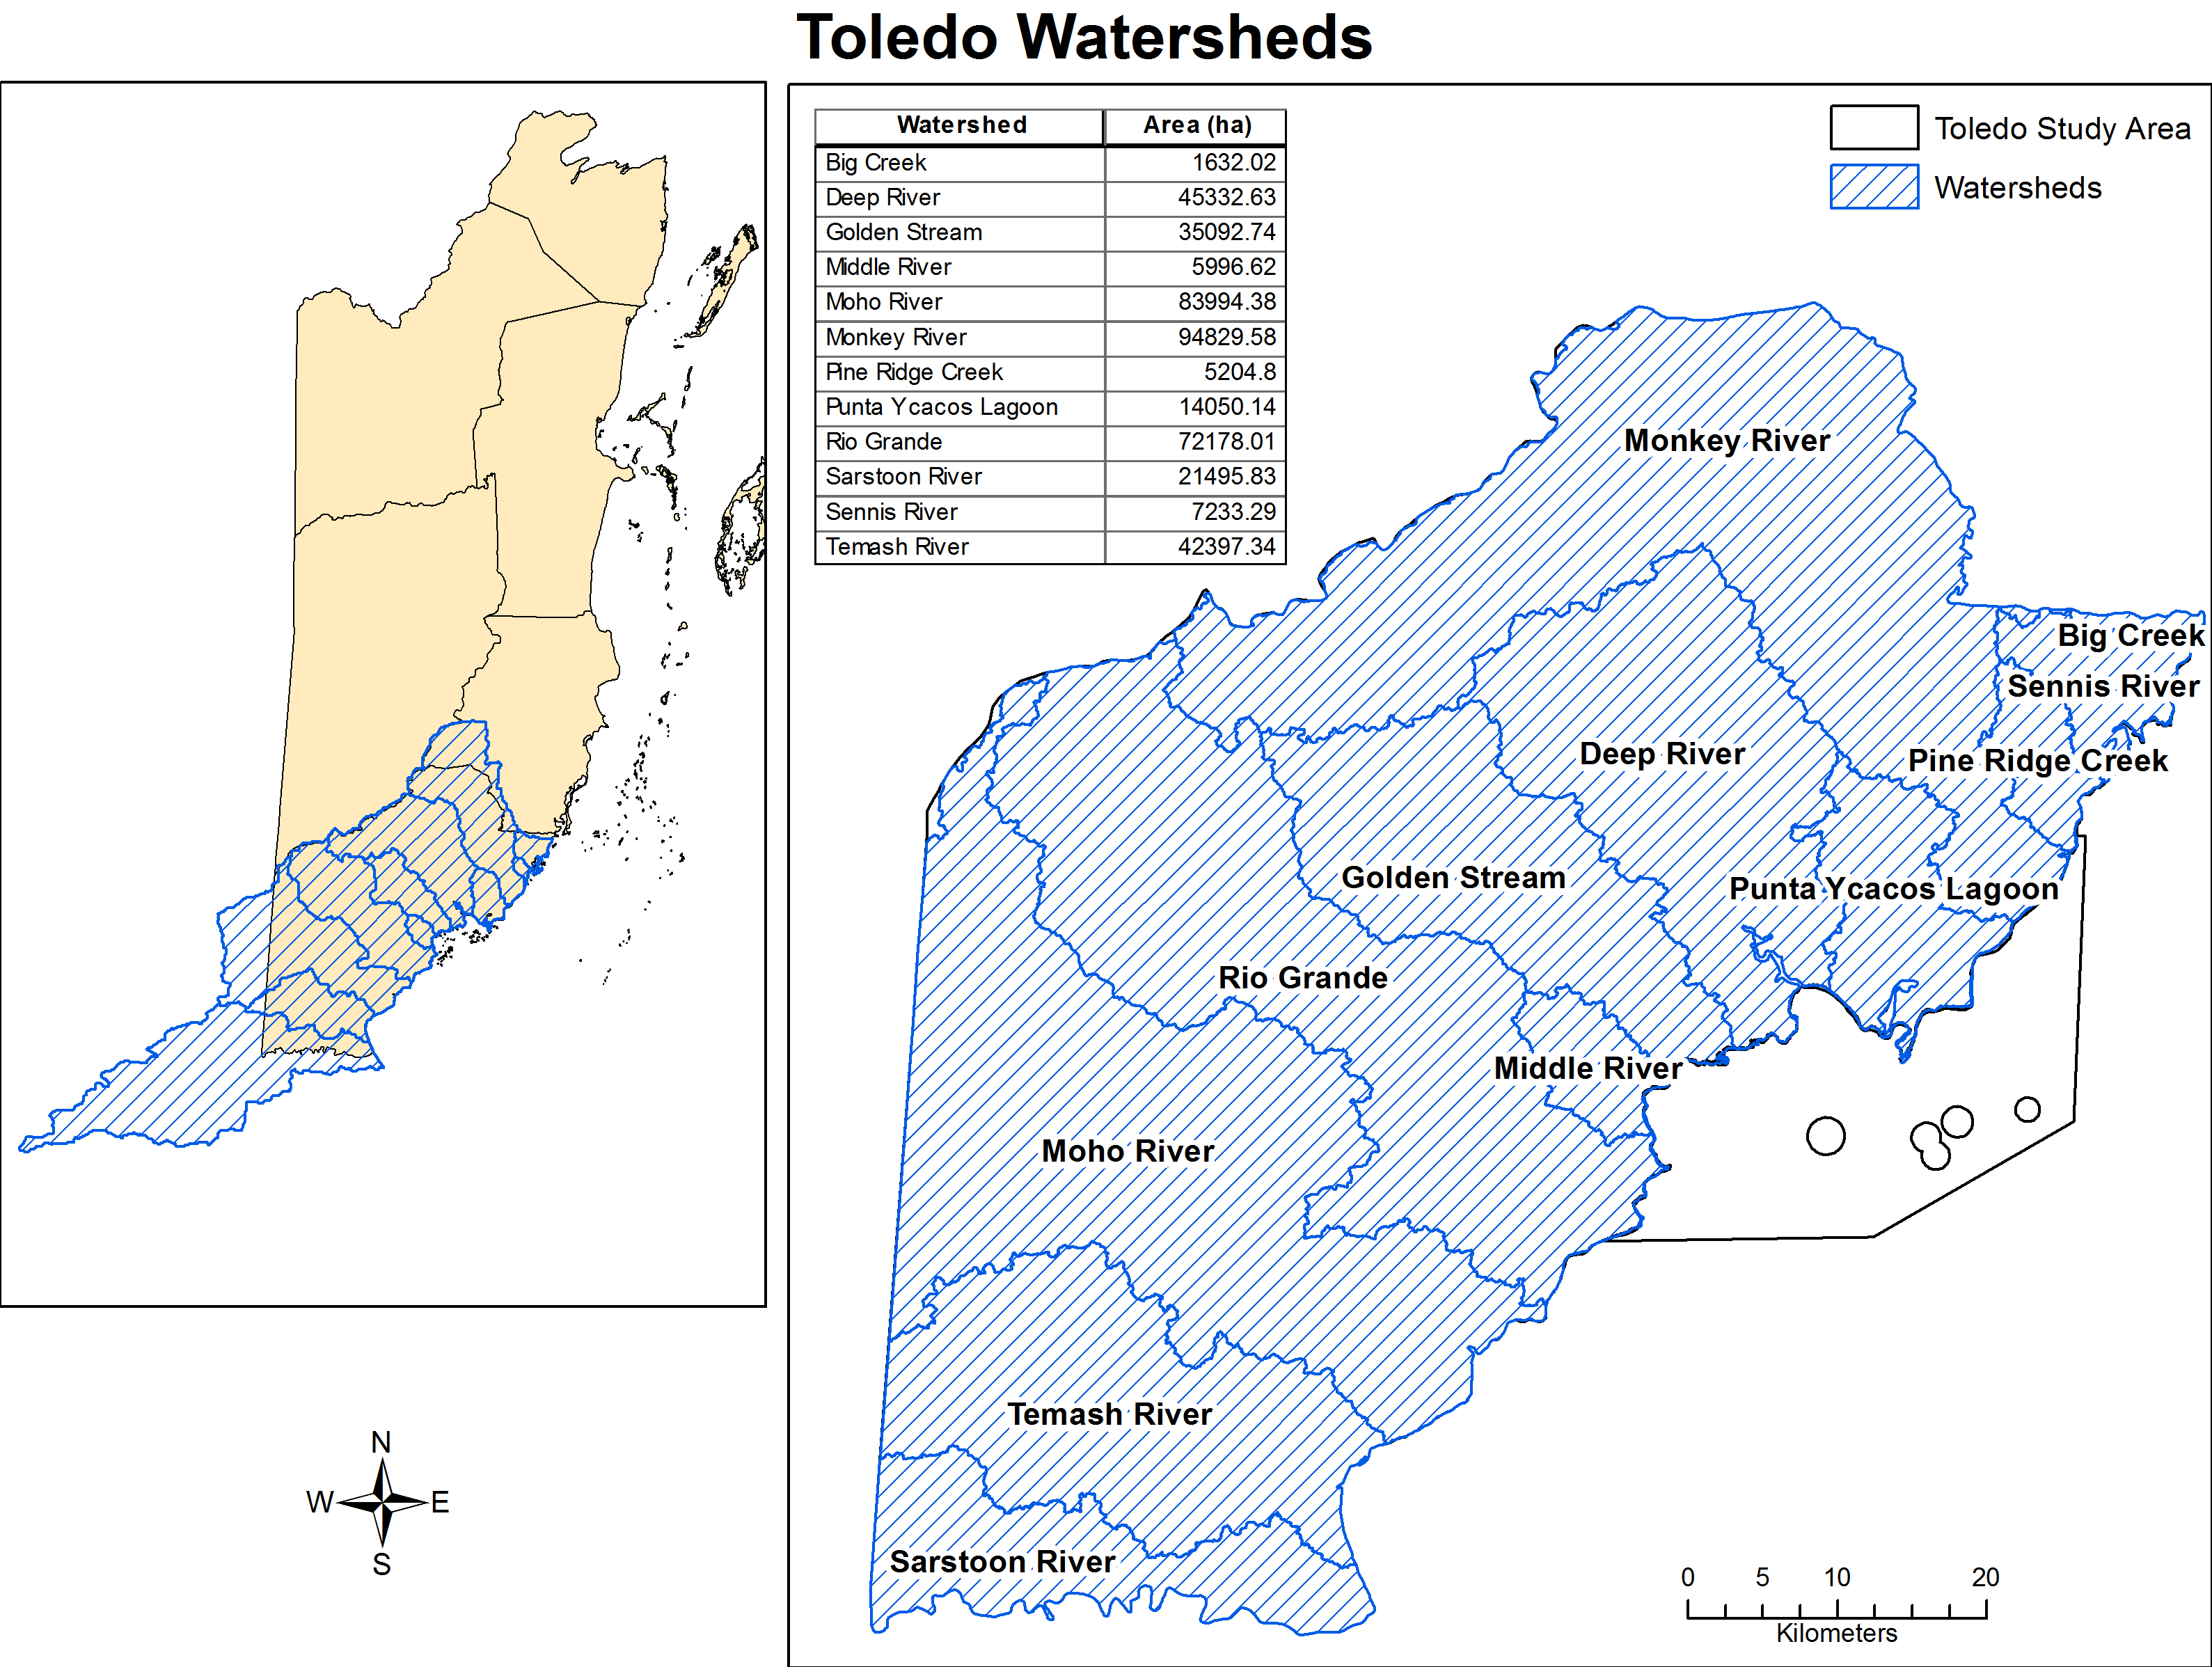 Toledo Watersheds
Watershed Area (ha)
Big Creek 1632.02
Deep River 45332.63
Golden Stream 35092.74
Middle River 5996.62
Moho River 83994.38
Monkey River 94829.58
Pine Ridge Creek 5204.8
Punta Ycacos Lagoon 14050.14
Rio Grande 72178.01
Sarstoon River 21495.83
Sennis River 7233.29
Temash River 42397.34
Toledo Study Area
Watersheds
Monkey River
Big Creek
Sennis River
Deep River
Pine Ridge Creek
Golden Stream
Punta Ycacos Lagoon
Rio Grande
Middle River
Moho River
Temash River
Sarstoon River
N
W E
S
0 5 10 20
Kilometers